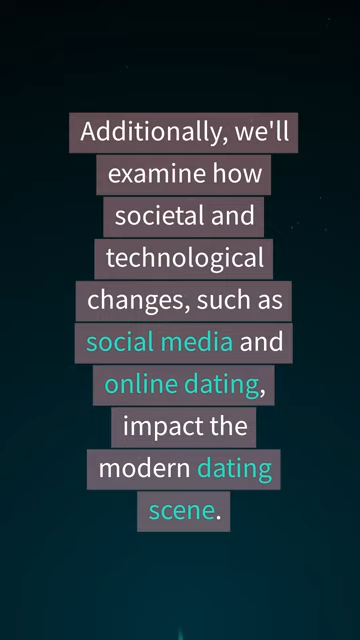 Additionally, we'll
examine how
societal and
technological
changes, such as
social media and
online dating,
impact the
modern dating
scene.